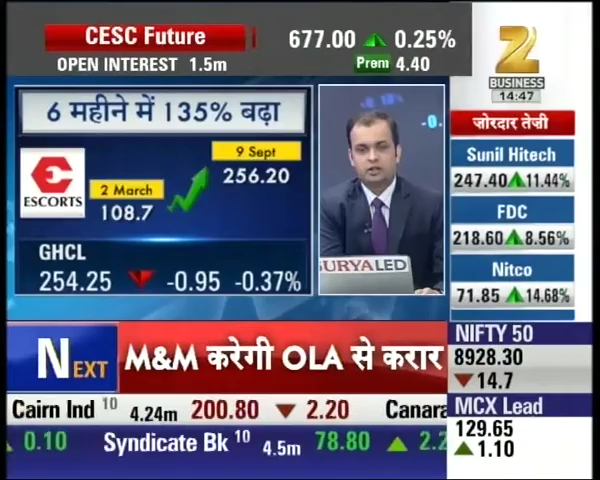 CESC Future
OPEN INTEREST 1.5m
677.00 0.25%
Prem 4.40
Z
BUSINESS
14:47
6 महीने में 135% बढ़ा
ESCORTS
2 March
108.7
9 Sept
256.20
GHCL
254.25 -0.95 -0.37%
-0.
SURYA LED
जोरदार तेजी
Sunil Hitech
247.40 11.44%
FDC
218.60 8.56%
Nitco
71.85 14.68%
NEXT
M&M करेगी OLA से करार
NIFTY 50
8928.30
14.7
MCX Lead
129.65
1.10
Cairn Ind 10 4.24m 200.80 2.20 Canara
0.10 Syndicate Bk 10 4.5m 78.80 2.2